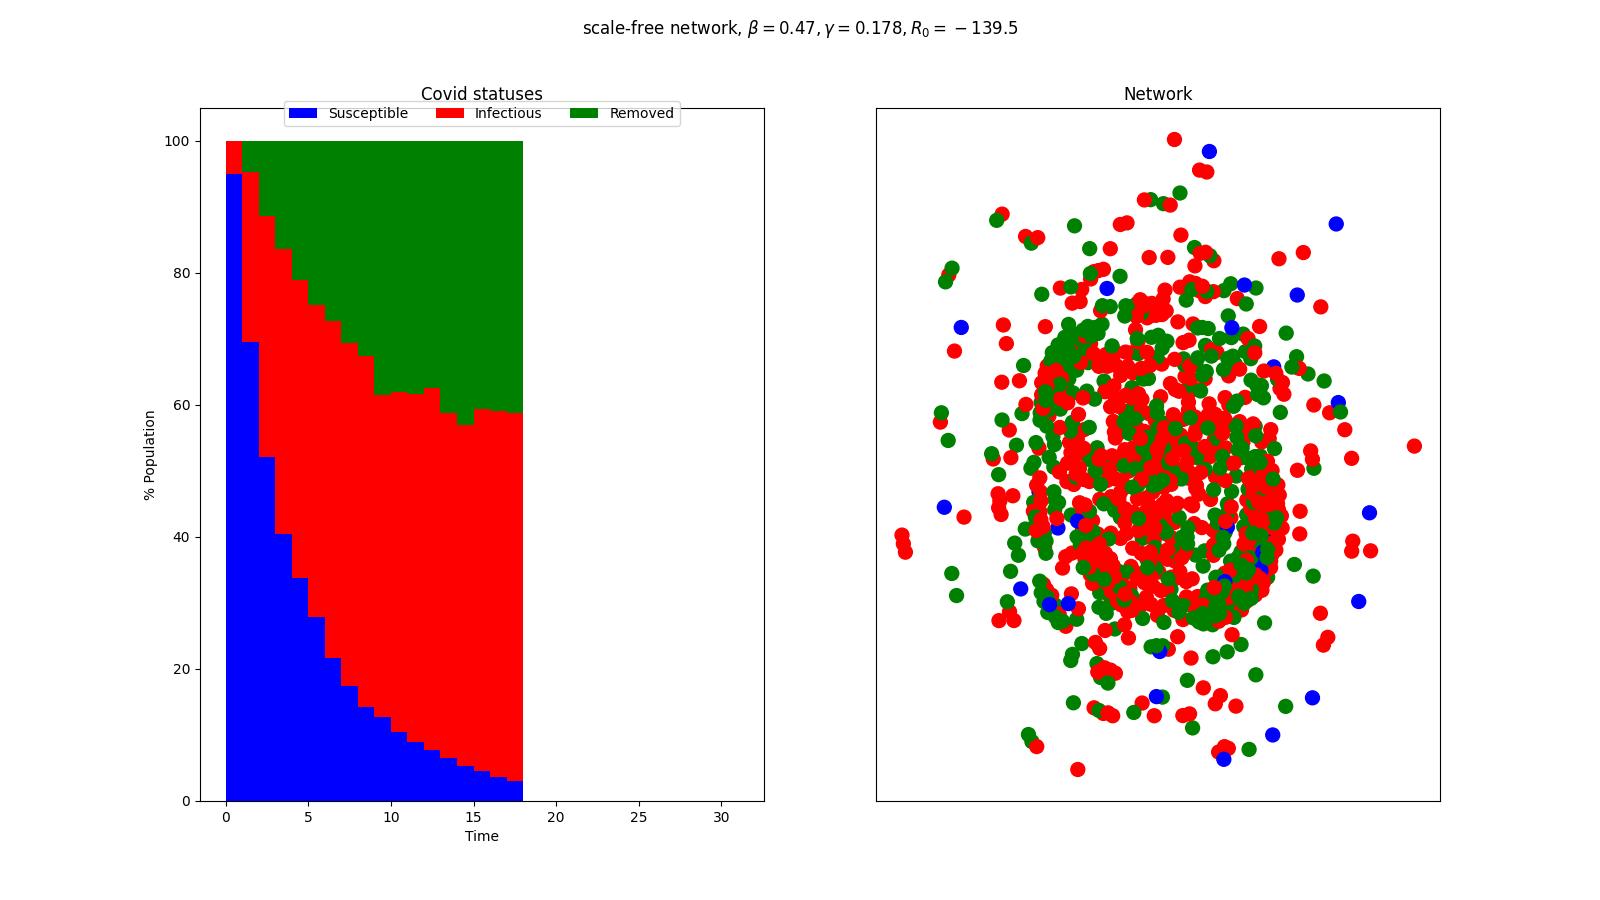 scale-free network, β = 0.47, γ = 0.178, R₀ = −139.5
Covid statuses
Susceptible Infectious Removed
100
80
60
40
20
0
% Population
0 5 10 15 20 25 30
Time
Network